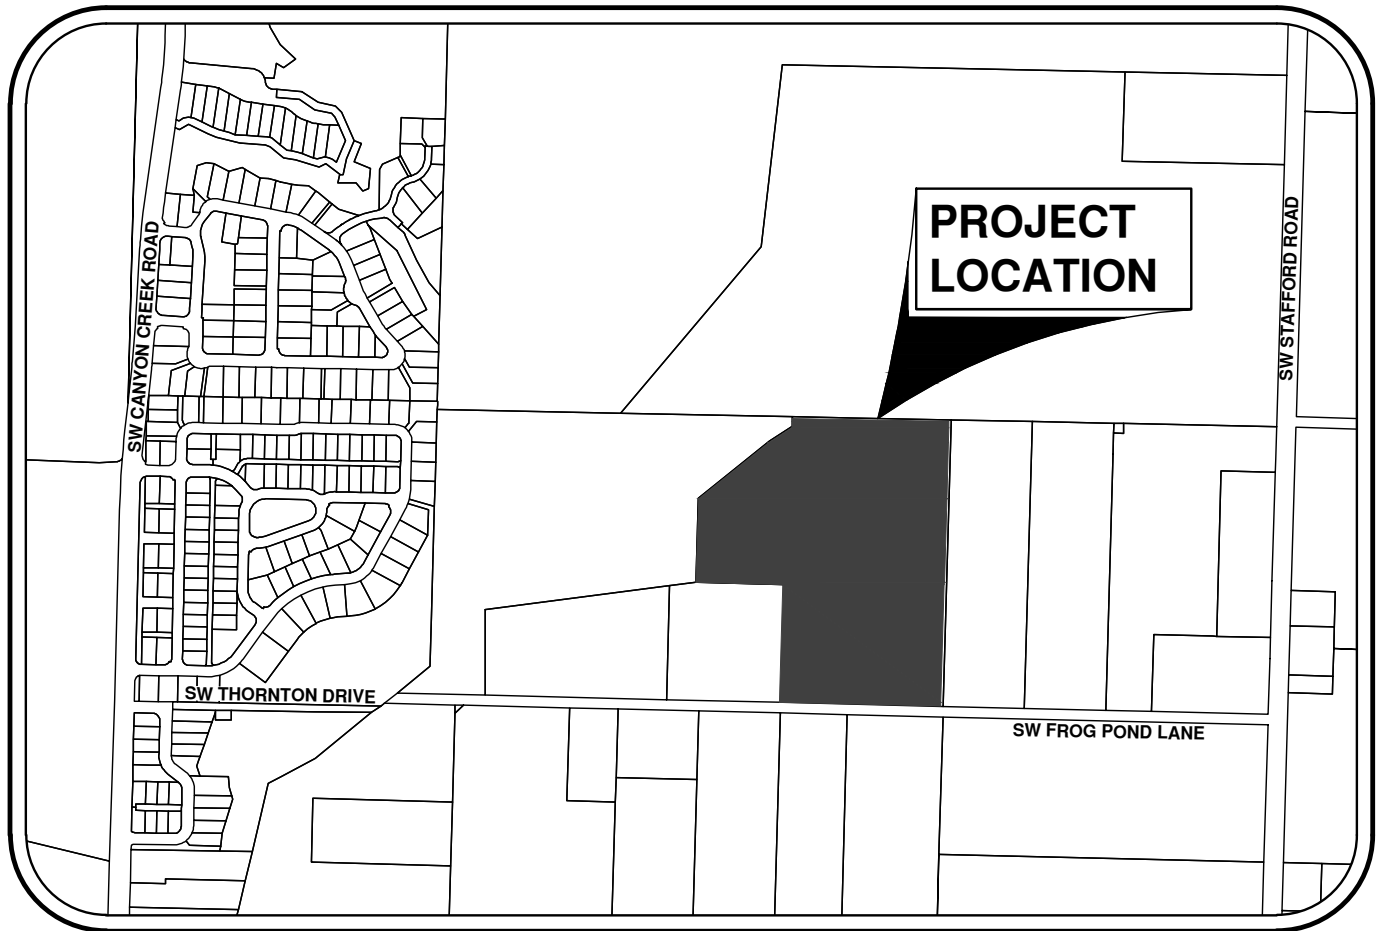 PROJECT
LOCATION
SW CANYON CREEK ROAD
SW STAFFORD ROAD
SW THORNTON DRIVE
SW FROG POND LANE